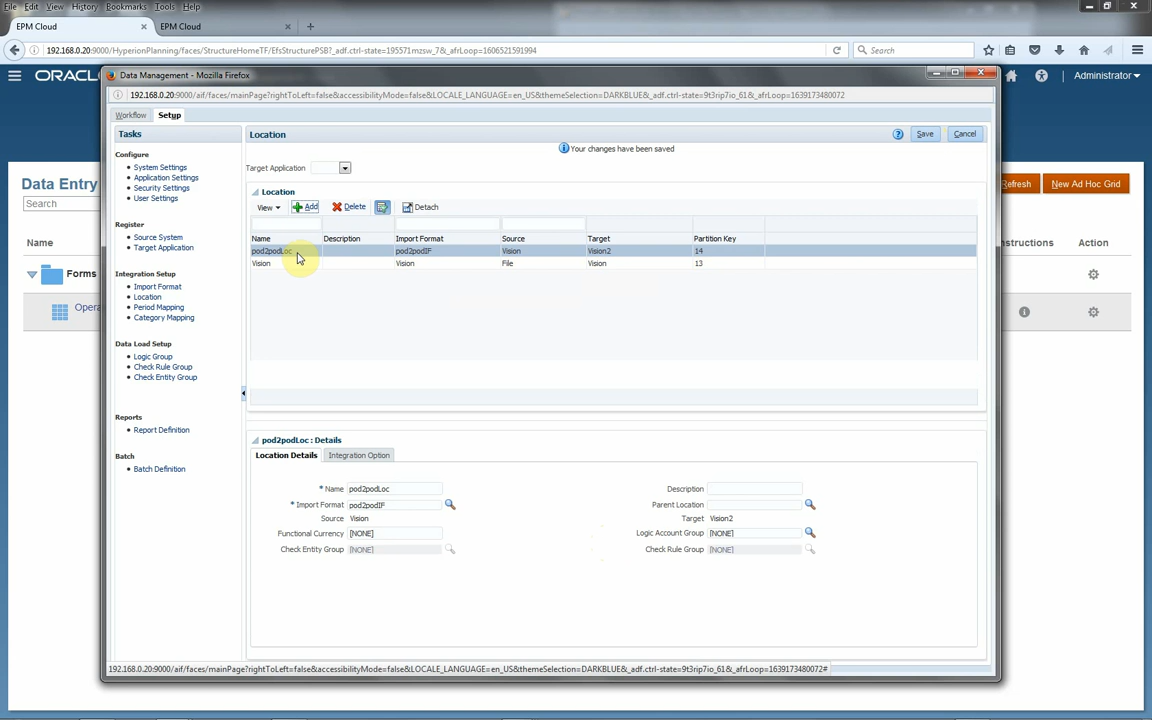 File Edit View History Bookmarks Tools Help
EPM Cloud
EPM Cloud
192.168.0.20:9000/HyperionPlanning/faces/StructureHomeTF/EfsStructurePSB?_adf.ctrl-state=195571mzsw_7&_afrLoop=1606521591994
Search
ORACL
Data Management - Mozilla Firefox
Administrator
192.168.0.20:9000/aif/faces/mainPage?rightToLeft=false&accessibilityMode=false&LOCALE_LANGUAGE=en_US&themeSelection=DARKBLUE&_adf.ctrl-state=9t3rip7io_61&_afrLoop=1639173480072
Workflow Setup
Tasks
Location
Save
Cancel
Your changes have been saved
Configure
System Settings
Application Settings
Security Settings
User Settings
Register
Source System
Target Application
Integration Setup
Import Format
Location
Period Mapping
Category Mapping
Data Load Setup
Logic Group
Check Rule Group
Check Entity Group
Reports
Report Definition
Batch
Batch Definition
Target Application
Location
View Add Delete Detach
Name Description Import Format Source Target Partition Key
pod2podLoc pod2podIF Vision Vision2 14
Vision Vision File Vision 13
pod2podLoc : Details
Location Details Integration Option
* Name pod2podLoc Description
* Import Format pod2podIF Parent Location
Source Vision Target Vision2
Functional Currency [NONE] Logic Account Group [NONE]
Check Entity Group [NONE] Check Rule Group [NONE]
192.168.0.20:9000/aif/faces/mainPage?rightToLeft=false&accessibilityMode=false&LOCALE_LANGUAGE=en_US&themeSelection=DARKBLUE&_adf.ctrl-state=9t3rip7io_61&_afrLoop=1639173480072#
Data Entry
Search
Name
Forms
Opera
Refresh
New Ad Hoc Grid
nstructions
Action